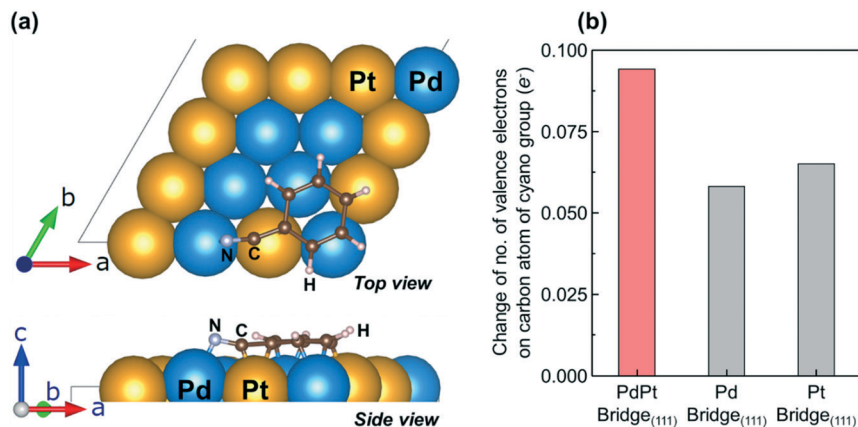 (a)
Pt Pd
b
a
N
C
H
Top view
c
b
a
N
C
H
Pd
Pt
Side view
(b)
Change of no. of valence electrons
on carbon atom of cyano group (e⁻)
0.100
0.075
0.050
0.025
0.000
PdPt
Bridge(111)
Pd
Bridge(111)
Pt
Bridge(111)